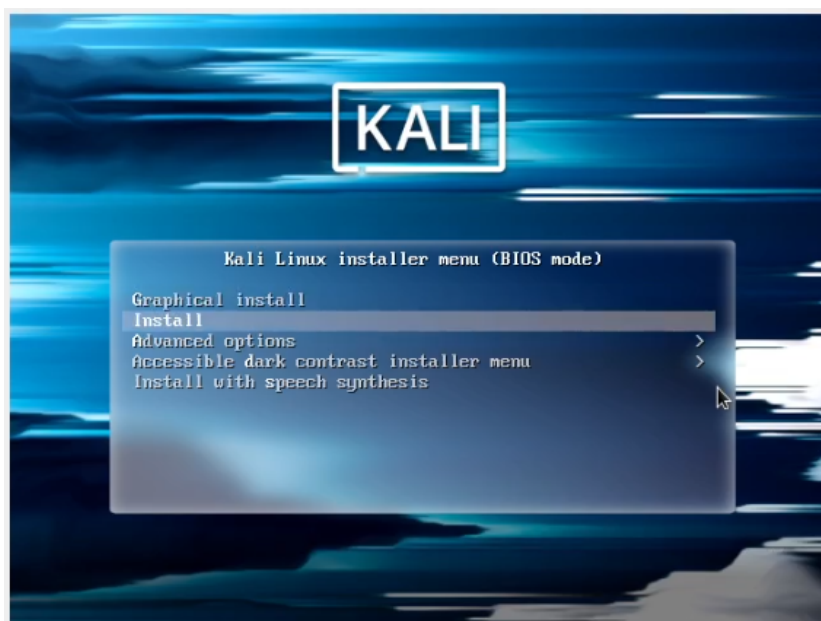 KALI
Kali Linux installer menu (BIOS mode)
Graphical install
Install
Advanced options >
Accessible dark contrast installer menu >
Install with speech synthesis